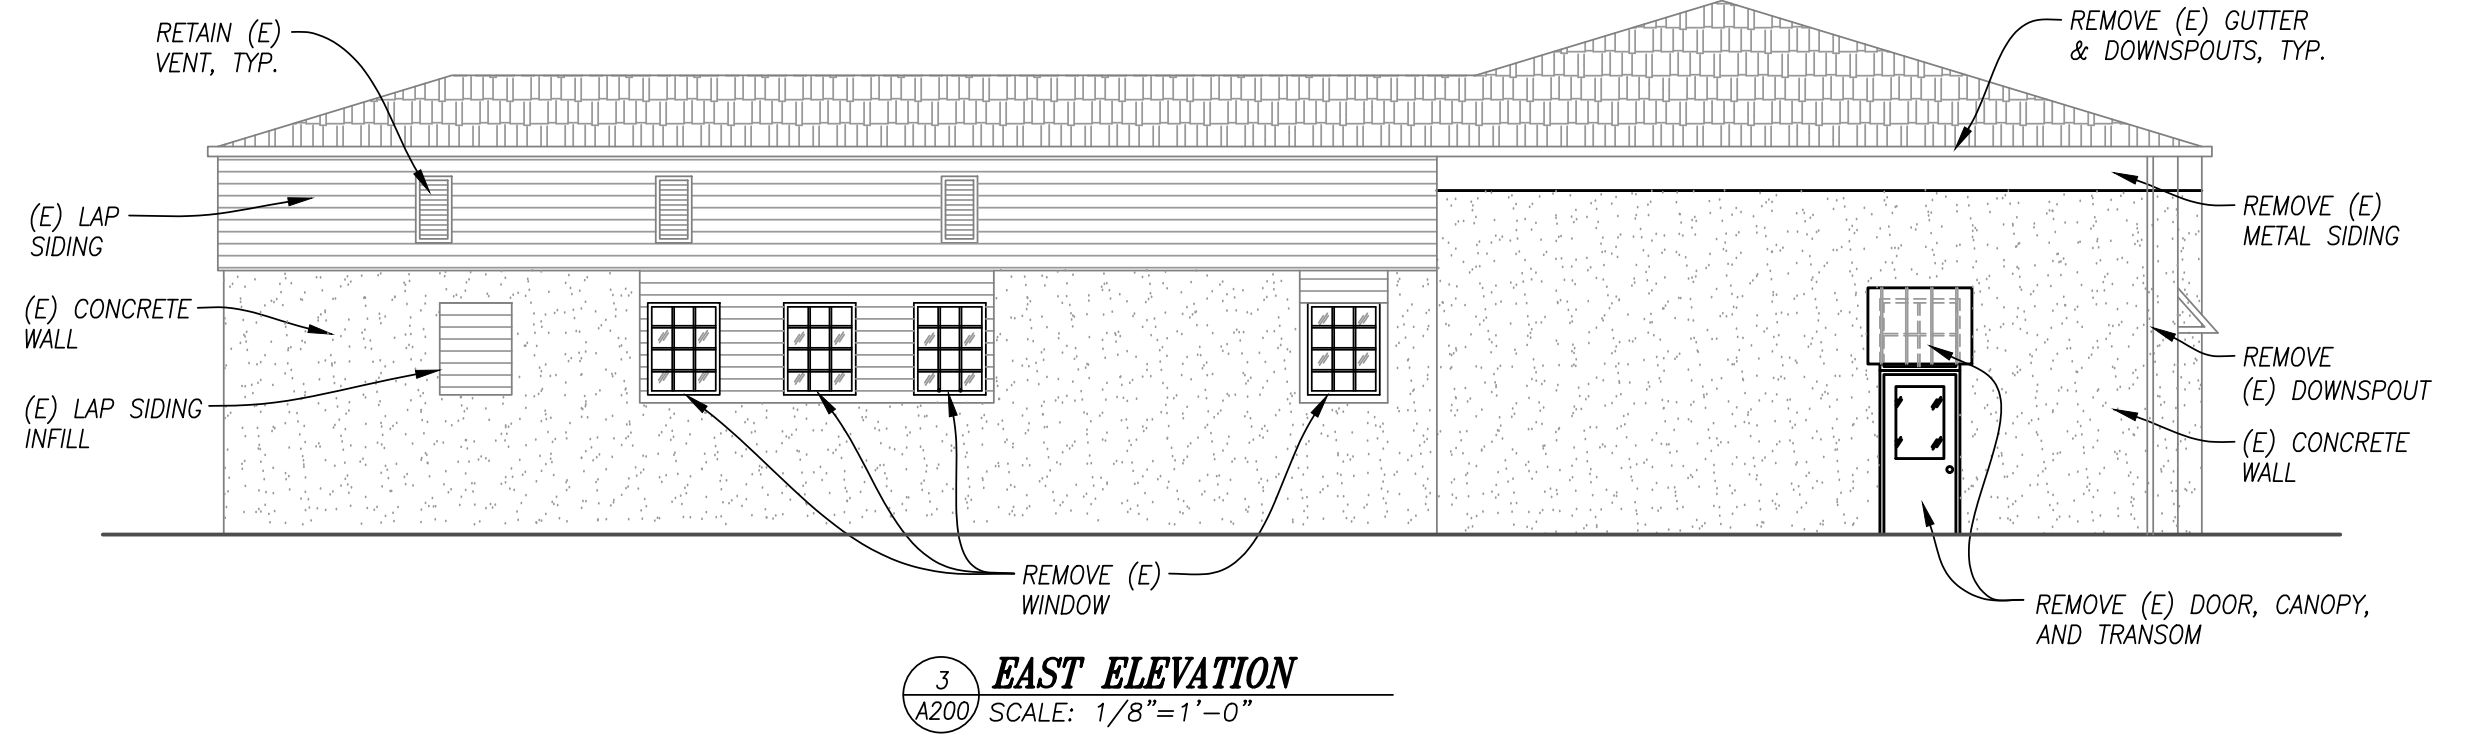 RETAIN (E)
VENT, TYP.
REMOVE (E) GUTTER
& DOWNSPOUTS, TYP.
(E) LAP
SIDING
REMOVE (E)
METAL SIDING
(E) CONCRETE
WALL
REMOVE
(E) DOWNSPOUT
(E) LAP SIDING
INFILL
(E) CONCRETE
WALL
REMOVE (E)
WINDOW
REMOVE (E) DOOR, CANOPY,
AND TRANSOM
3
A200
EAST ELEVATION
SCALE: 1/8"=1'-0"